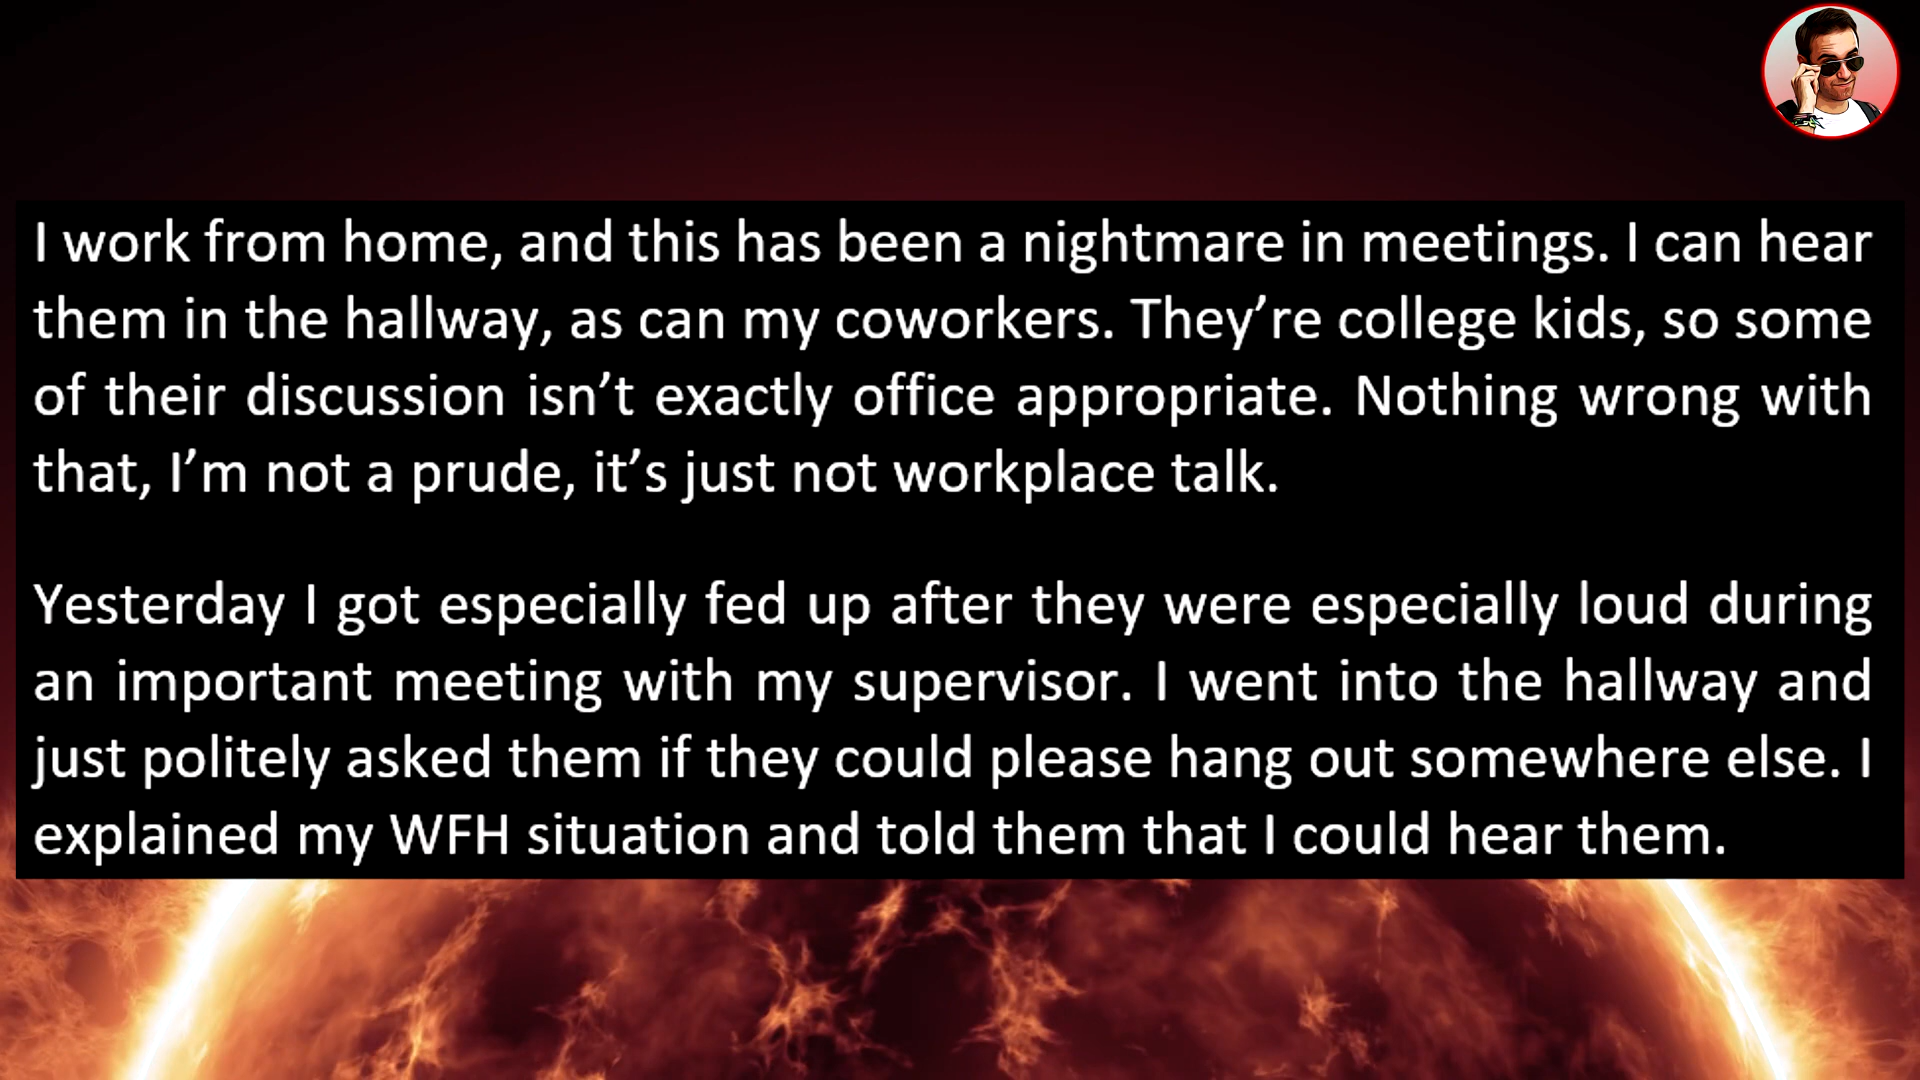 I work from home, and this has been a nightmare in meetings. I can hear
them in the hallway, as can my coworkers. They’re college kids, so some
of their discussion isn’t exactly office appropriate. Nothing wrong with
that, I’m not a prude, it’s just not workplace talk.
Yesterday I got especially fed up after they were especially loud during
an important meeting with my supervisor. I went into the hallway and
just politely asked them if they could please hang out somewhere else. I
explained my WFH situation and told them that I could hear them.